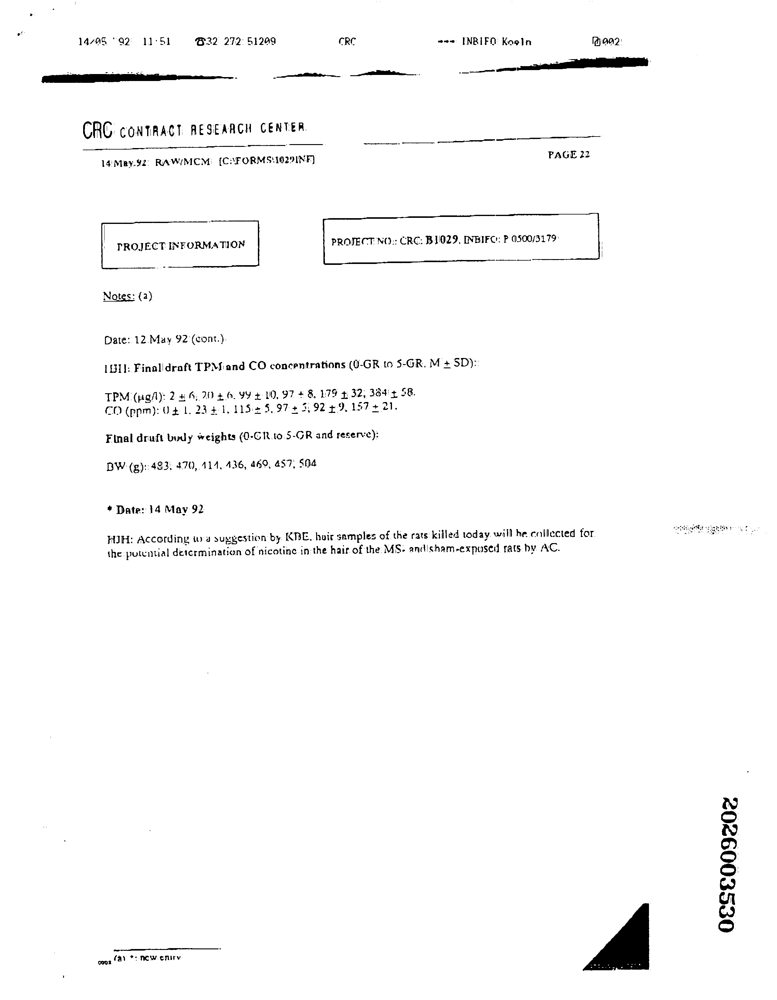 14/05 '92 11:51 ☎32 272 51209 CRC →→→ INBIFO Koeln 002
CRC CONTRACT RESEARCH CENTER
14 May 92 RAW/MCM [C:\FORMS\1029INF] PAGE 22
PROJECT INFORMATION
PROJECT NO.: CRC: B1029, INBIFO: P 0500/3179
Notes: (a)
Date: 12 May 92 (cont.)
HJH: Final draft TPM and CO concentrations (0-GR to 5-GR, M ± SD):
TPM (µg/l): 2 ± 6, 20 ± 6, 99 ± 10, 97 ± 8, 179 ± 32, 384 ± 58.
CO (ppm): 0 ± 1, 23 ± 1, 115 ± 5, 97 ± 5, 92 ± 9, 157 ± 21.
Final draft body weights (0-GR to 5-GR and reserve):
BW (g): 483, 470, 414, 436, 469, 457, 504
* Date: 14 May 92
HJH: According to a suggestion by KBE, hair samples of the rats killed today will be collected for
the potential determination of nicotine in the hair of the MS- and sham-exposed rats by AC.
(a) *: new entry
2026003530